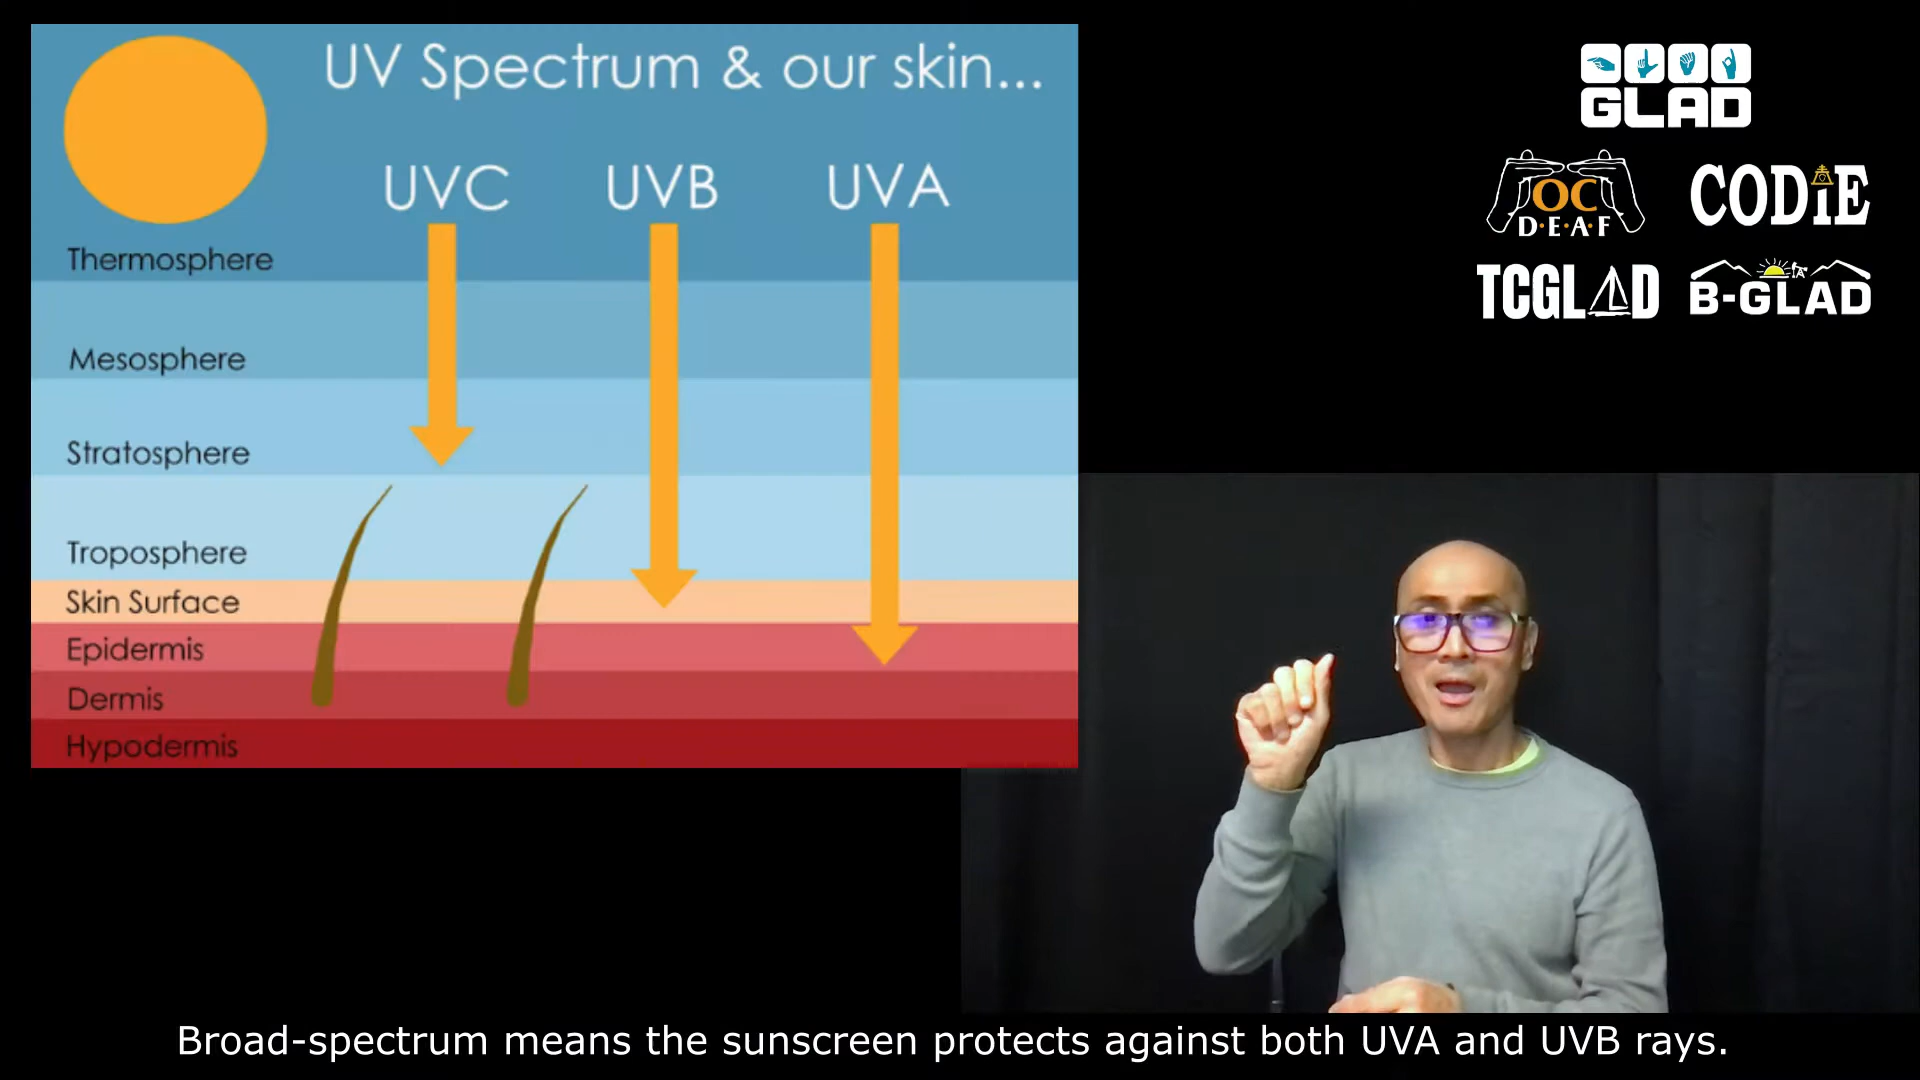 UV Spectrum & our skin...
UVC UVB UVA
Thermosphere
Mesosphere
Stratosphere
Troposphere
Skin Surface
Epidermis
Dermis
Hypodermis
GLAD
OC
D·E·A·F
CODiE
TCGLAD
B-GLAD
Broad-spectrum means the sunscreen protects against both UVA and UVB rays.